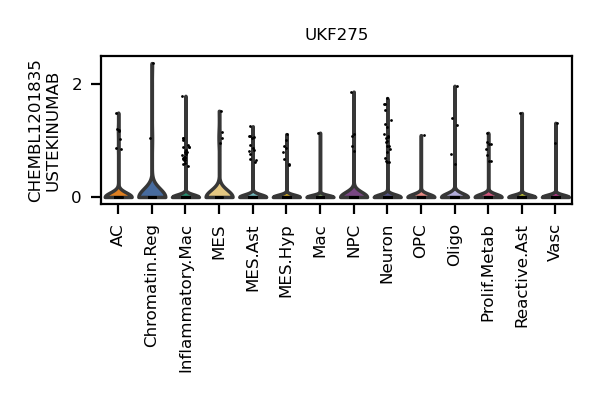 UKF275
CHEMBL1201835
USTEKINUMAB
2
0
AC
Chromatin.Reg
Inflammatory.Mac
MES
MES.Ast
MES.Hyp
Mac
NPC
Neuron
OPC
Oligo
Prolif.Metab
Reactive.Ast
Vasc